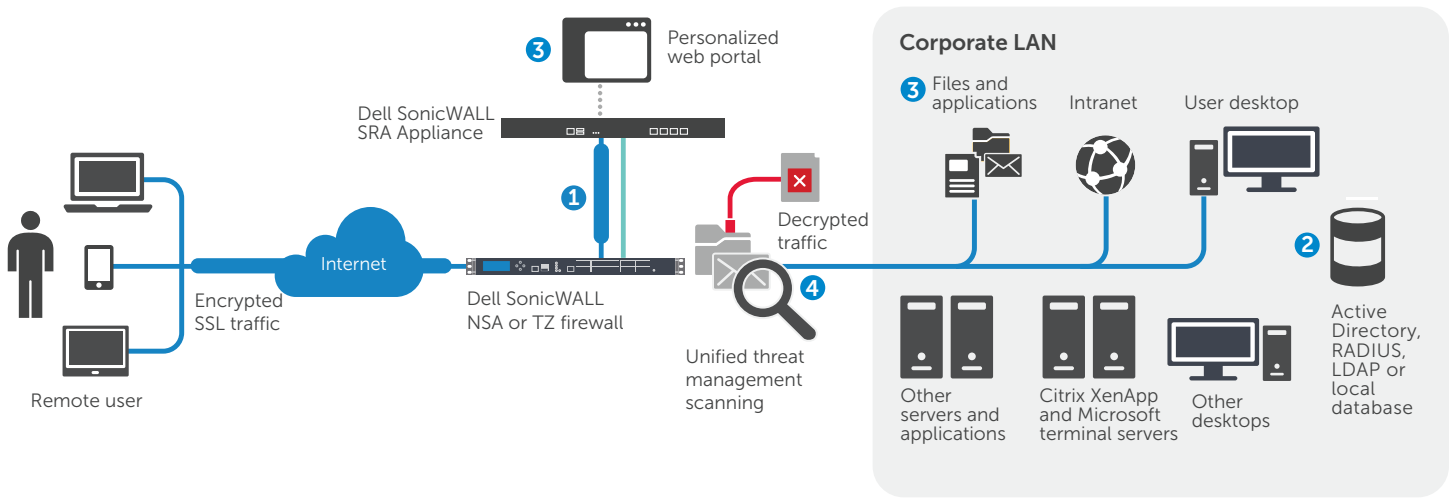 3
Personalized
web portal
Dell SonicWALL
SRA Appliance
1
Internet
Encrypted
SSL traffic
Remote user
Dell SonicWALL
NSA or TZ firewall
Decrypted
traffic
4
Unified threat
management
scanning
Corporate LAN
3
Files and
applications
Intranet
User desktop
2
Active
Directory,
RADIUS,
LDAP or
local
database
Other
servers and
applications
Citrix XenApp
and Microsoft
terminal servers
Other
desktops